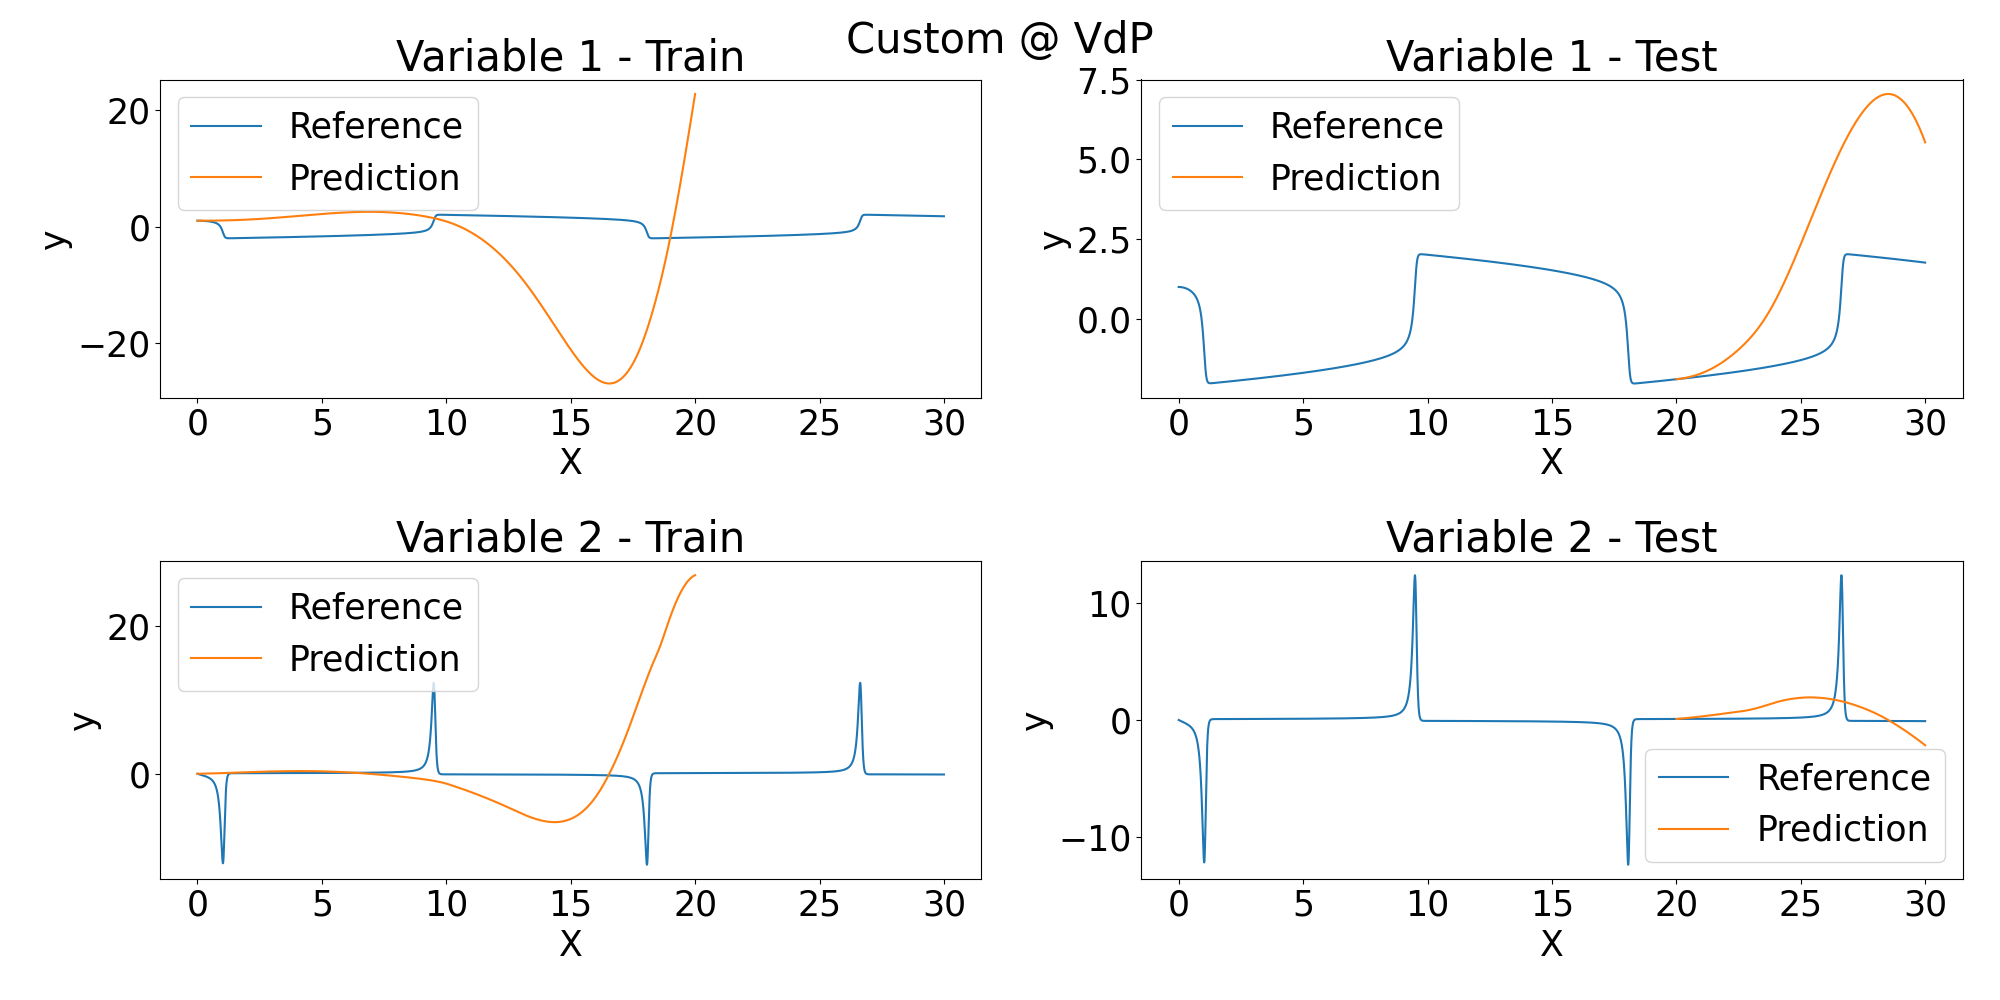 Custom @ VdP
Variable 1 - Train
20
0
−20
y
Reference
Prediction
0 5 10 15 20 25 30
X
Variable 1 - Test
7.5
5.0
2.5
0.0
y
Reference
Prediction
0 5 10 15 20 25 30
X
Variable 2 - Train
20
0
y
Reference
Prediction
0 5 10 15 20 25 30
X
Variable 2 - Test
10
0
−10
y
Reference
Prediction
0 5 10 15 20 25 30
X